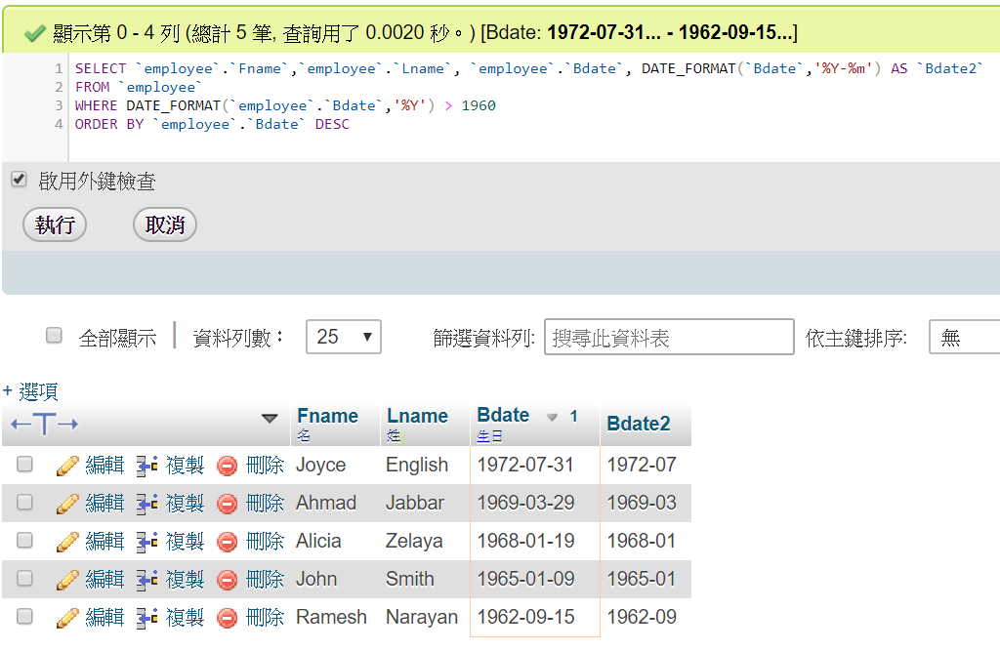 顯示第 0 - 4 列 (總計 5 筆, 查詢用了 0.0020 秒。) [Bdate: 1972-07-31... - 1962-09-15...]
1 SELECT `employee`.`Fname`,`employee`.`Lname`, `employee`.`Bdate`, DATE_FORMAT(`Bdate`,'%Y-%m') AS `Bdate2`
2 FROM `employee`
3 WHERE DATE_FORMAT(`employee`.`Bdate`,'%Y') > 1960
4 ORDER BY `employee`.`Bdate` DESC
啟用外鍵檢查
執行 取消
全部顯示 資料列數： 25 篩選資料列: 搜尋此資料表 依主鍵排序: 無
+ 選項
←T→ Fname Lname Bdate 1 Bdate2
名 姓 生日
編輯 複製 刪除 Joyce English 1972-07-31 1972-07
編輯 複製 刪除 Ahmad Jabbar 1969-03-29 1969-03
編輯 複製 刪除 Alicia Zelaya 1968-01-19 1968-01
編輯 複製 刪除 John Smith 1965-01-09 1965-01
編輯 複製 刪除 Ramesh Narayan 1962-09-15 1962-09